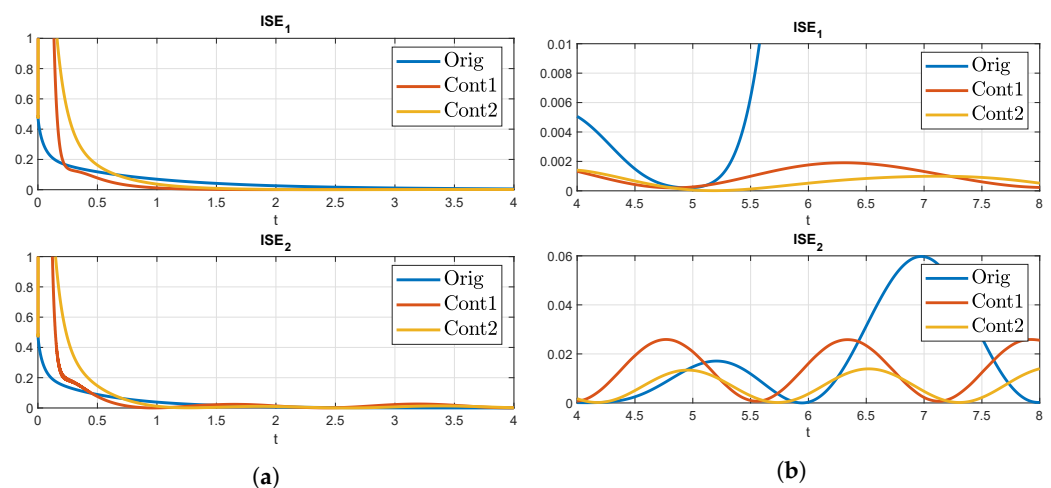 ISE1
1
0.8
0.6
0.4
0.2
0
0 0.5 1 1.5 2 2.5 3 3.5 4
t
Orig
Cont1
Cont2
ISE2
1
0.8
0.6
0.4
0.2
0
0 0.5 1 1.5 2 2.5 3 3.5 4
t
Orig
Cont1
Cont2
(a)
ISE1
0.01
0.008
0.006
0.004
0.002
0
4 4.5 5 5.5 6 6.5 7 7.5 8
t
Orig
Cont1
Cont2
ISE2
0.06
0.04
0.02
0
4 4.5 5 5.5 6 6.5 7 7.5 8
t
Orig
Cont1
Cont2
(b)